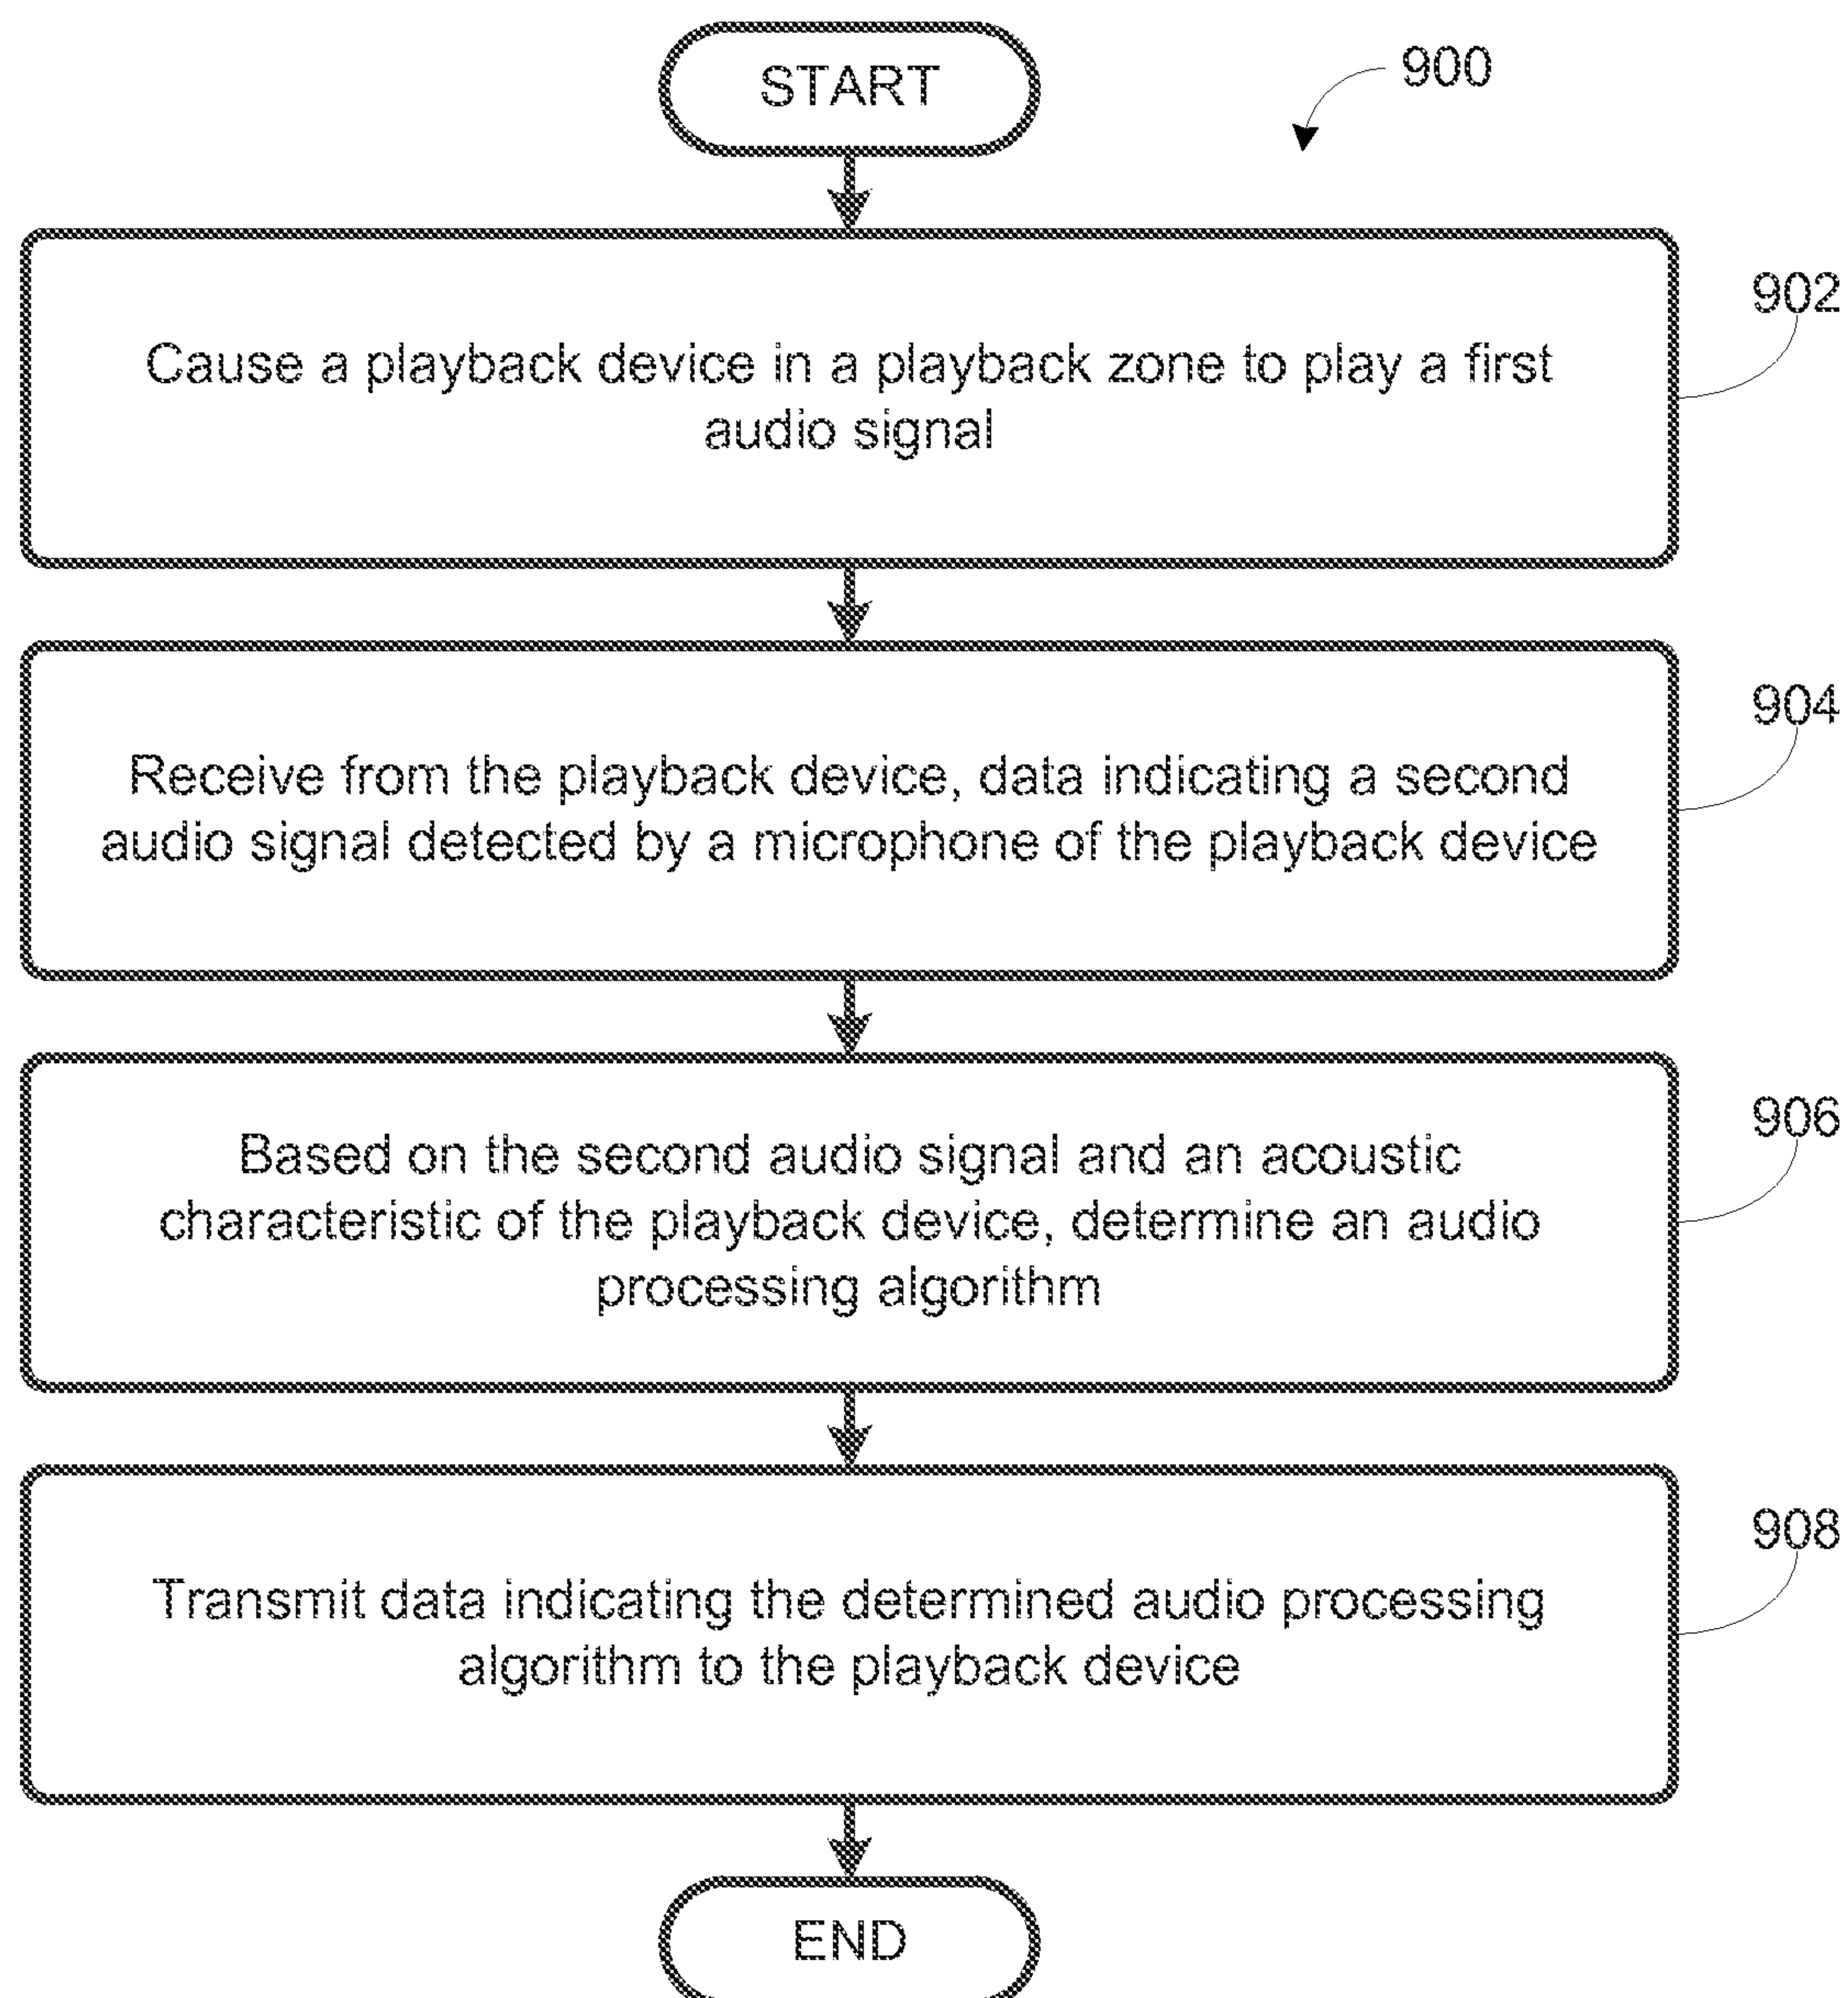 START
900
902
Cause a playback device in a playback zone to play a first
audio signal
904
Receive from the playback device, data indicating a second
audio signal detected by a microphone of the playback device
906
Based on the second audio signal and an acoustic
characteristic of the playback device, determine an audio
processing algorithm
908
Transmit data indicating the determined audio processing
algorithm to the playback device
END